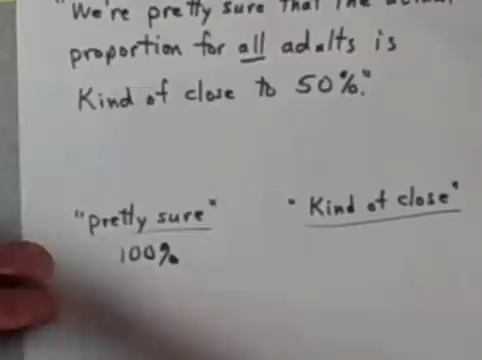 "We're pretty sure that the actual
proportion for all adults is
Kind of close to 50%."
"pretty sure" "Kind of close"
100%